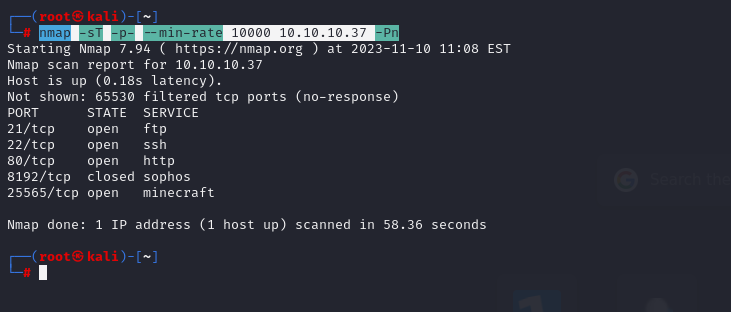 ┌──(root㉿kali)-[~]
└─# nmap -sT -p- --min-rate 10000 10.10.10.37 -Pn
Starting Nmap 7.94 ( https://nmap.org ) at 2023-11-10 11:08 EST
Nmap scan report for 10.10.10.37
Host is up (0.18s latency).
Not shown: 65530 filtered tcp ports (no-response)
PORT      STATE  SERVICE
21/tcp    open   ftp
22/tcp    open   ssh
80/tcp    open   http
8192/tcp  closed sophos
25565/tcp open   minecraft
Search the
Nmap done: 1 IP address (1 host up) scanned in 58.36 seconds
┌──(root㉿kali)-[~]
└─#